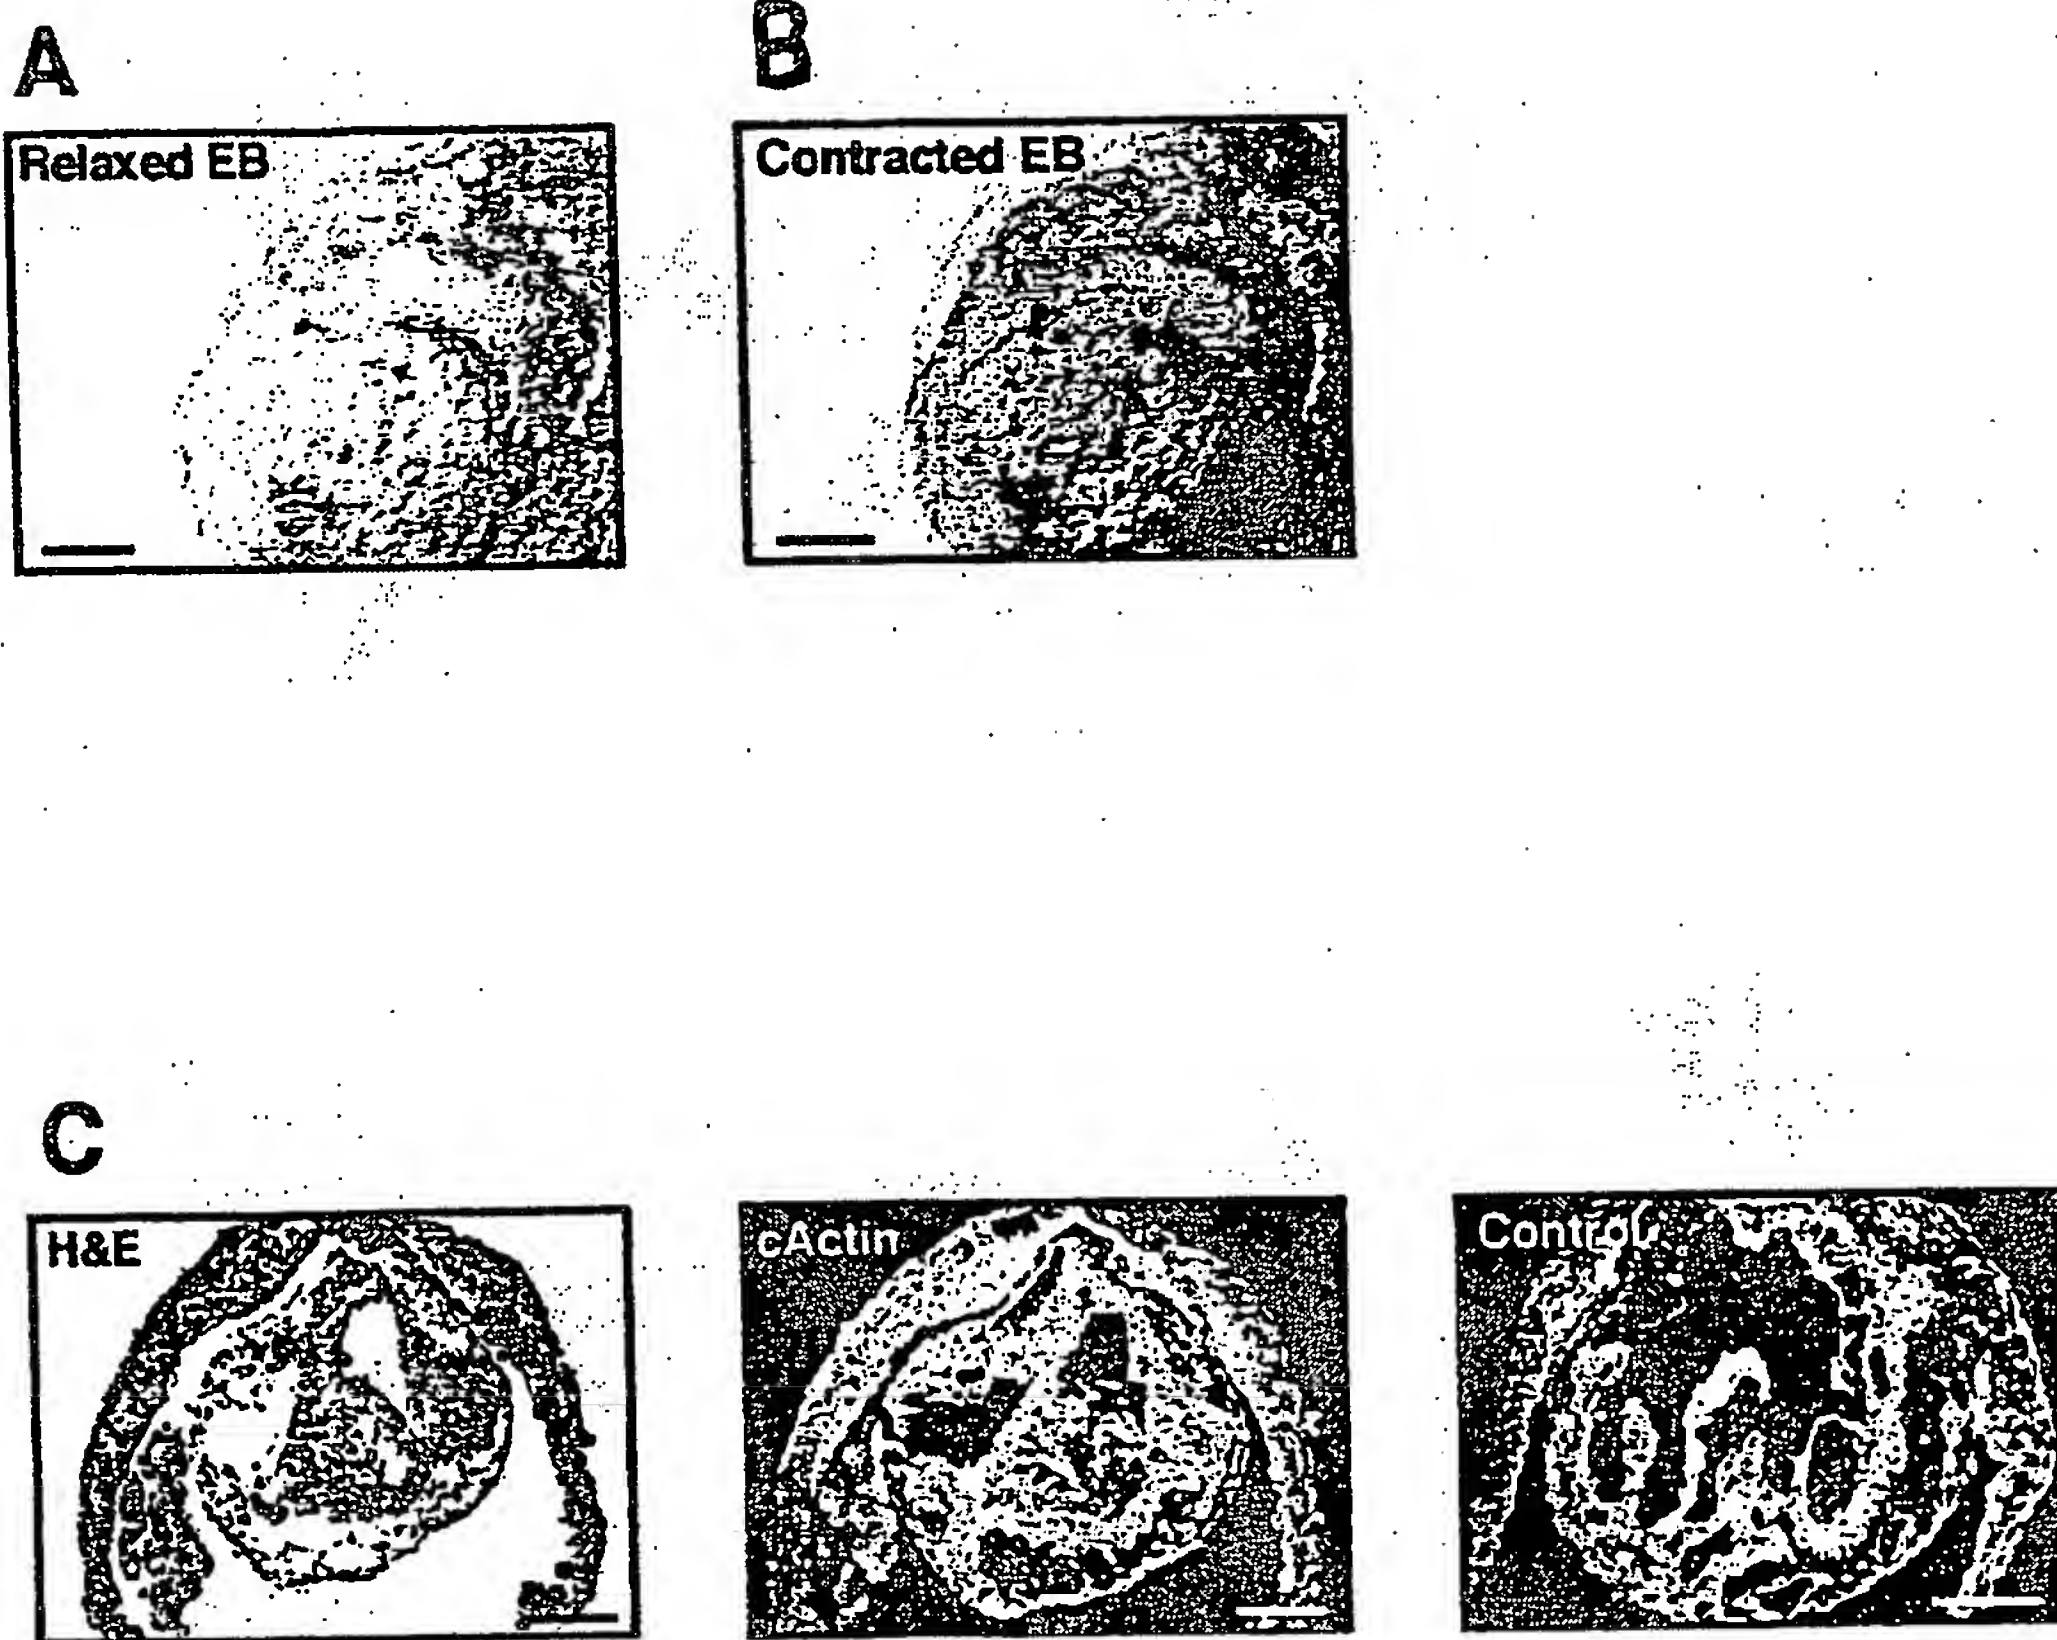 A
B
Relaxed EB
Contracted EB
C
H&E
cActin
Control